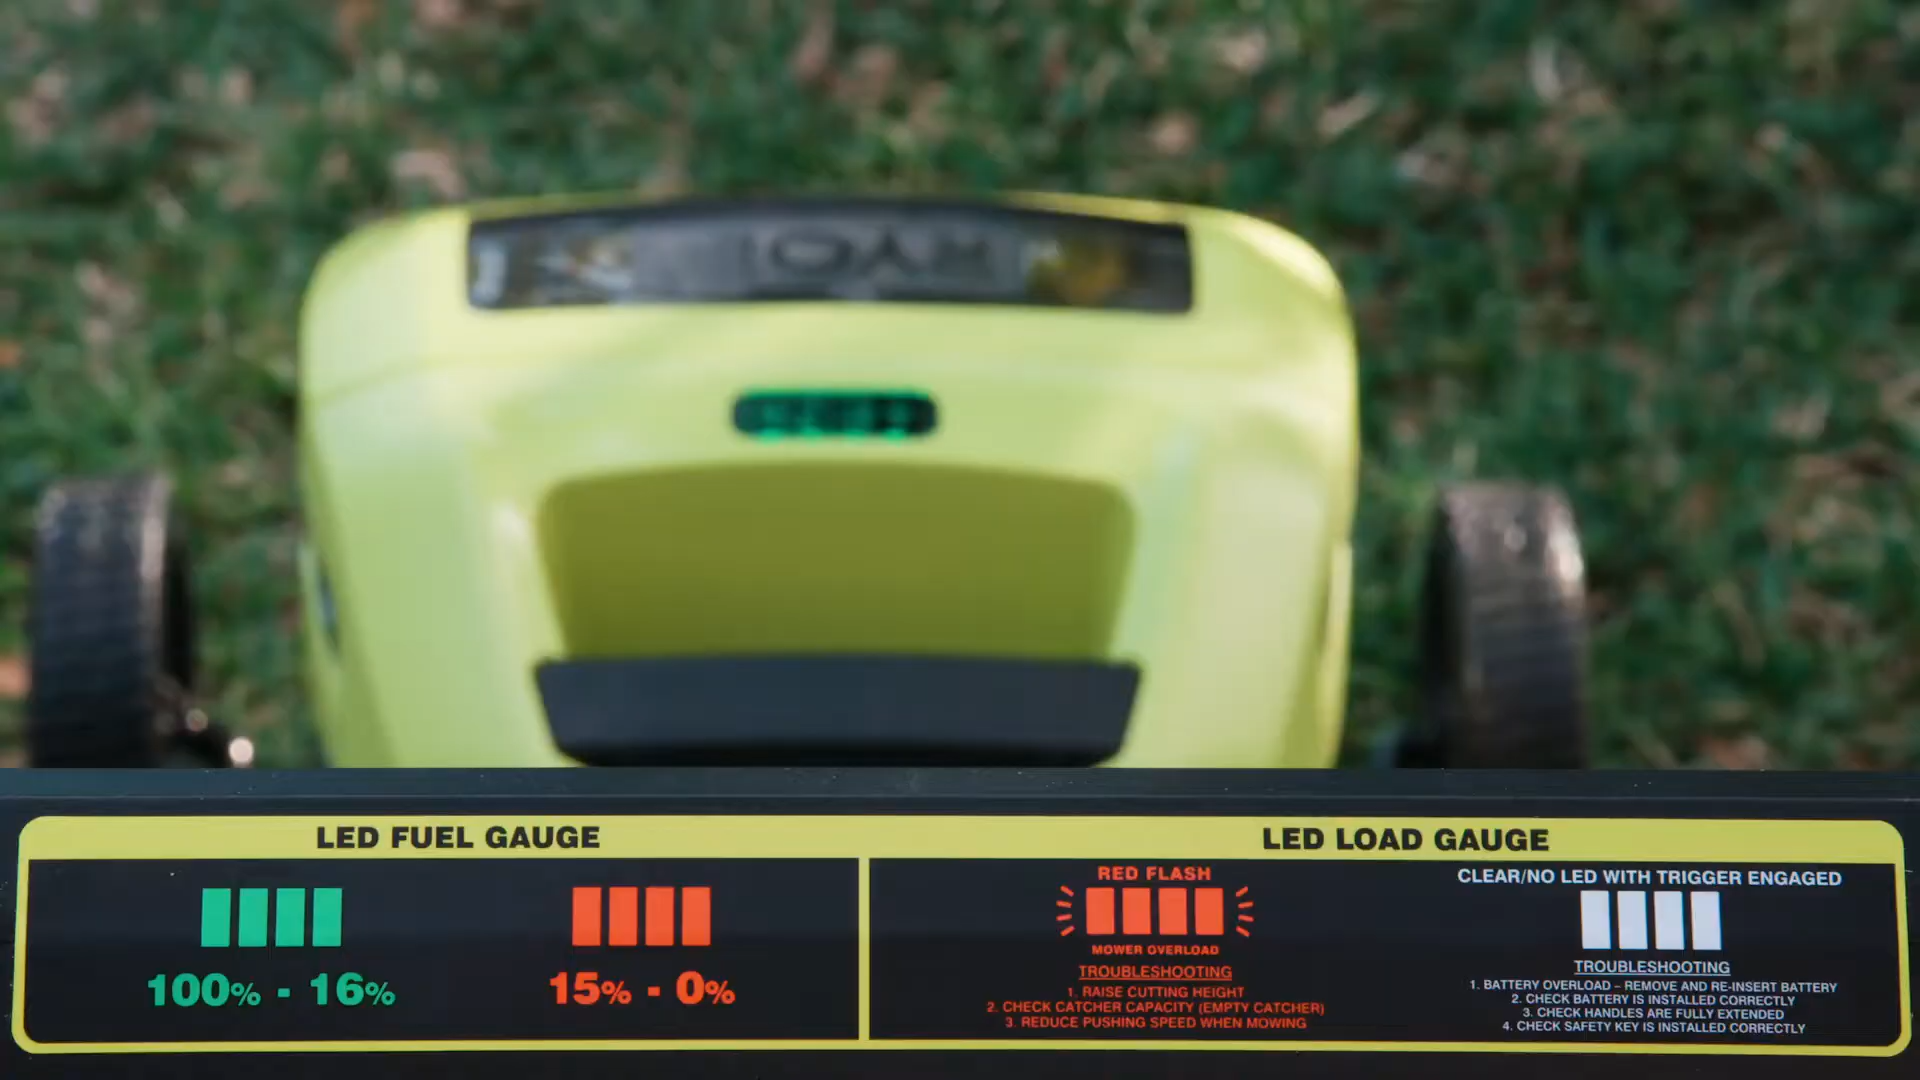 RYOBI
LED FUEL GAUGE
100% - 16%
15% - 0%
LED LOAD GAUGE
RED FLASH
MOWER OVERLOAD
TROUBLESHOOTING
1. RAISE CUTTING HEIGHT
2. CHECK CATCHER CAPACITY (EMPTY CATCHER)
3. REDUCE PUSHING SPEED WHEN MOWING
CLEAR/NO LED WITH TRIGGER ENGAGED
TROUBLESHOOTING
1. BATTERY OVERLOAD – REMOVE AND RE-INSERT BATTERY
2. CHECK BATTERY IS INSTALLED CORRECTLY
3. CHECK HANDLES ARE FULLY EXTENDED
4. CHECK SAFETY KEY IS INSTALLED CORRECTLY